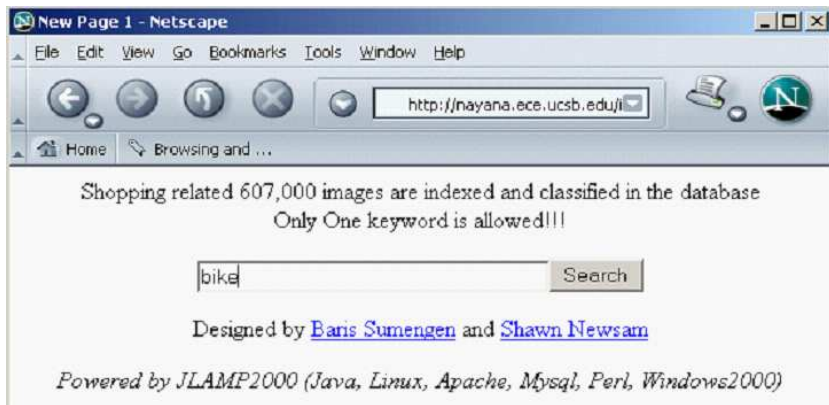 New Page 1 - Netscape
File Edit View Go Bookmarks Tools Window Help
http://nayana.ece.ucsb.edu/i
N
Home Browsing and ...
Shopping related 607,000 images are indexed and classified in the database
Only One keyword is allowed!!!
bike Search
Designed by Baris Sumengen and Shawn Newsam
Powered by JLAMP2000 (Java, Linux, Apache, Mysql, Perl, Windows2000)